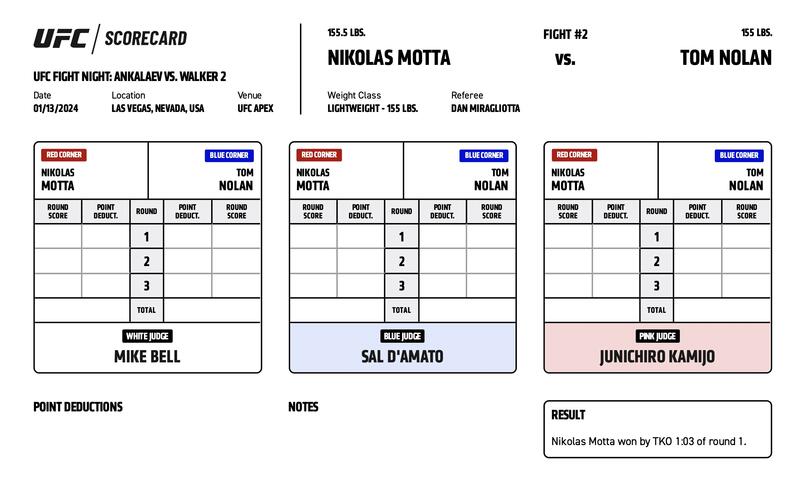 UFC / SCORECARD
UFC FIGHT NIGHT: ANKALAEV VS. WALKER 2
Date Location Venue
01/13/2024 LAS VEGAS, NEVADA, USA UFC APEX
155.5 LBS. FIGHT #2 155 LBS.
NIKOLAS MOTTA VS. TOM NOLAN
Weight Class Referee
LIGHTWEIGHT - 155 LBS. DAN MIRAGLIOTTA
RED CORNER BLUE CORNER
NIKOLAS TOM
MOTTA NOLAN
ROUND SCORE POINT DEDUCT. ROUND POINT DEDUCT. ROUND SCORE
1
2
3
TOTAL
WHITE JUDGE
MIKE BELL
RED CORNER BLUE CORNER
NIKOLAS TOM
MOTTA NOLAN
ROUND SCORE POINT DEDUCT. ROUND POINT DEDUCT. ROUND SCORE
1
2
3
TOTAL
BLUE JUDGE
SAL D'AMATO
RED CORNER BLUE CORNER
NIKOLAS TOM
MOTTA NOLAN
ROUND SCORE POINT DEDUCT. ROUND POINT DEDUCT. ROUND SCORE
1
2
3
TOTAL
PINK JUDGE
JUNICHIRO KAMIJO
POINT DEDUCTIONS
NOTES
RESULT
Nikolas Motta won by TKO 1:03 of round 1.